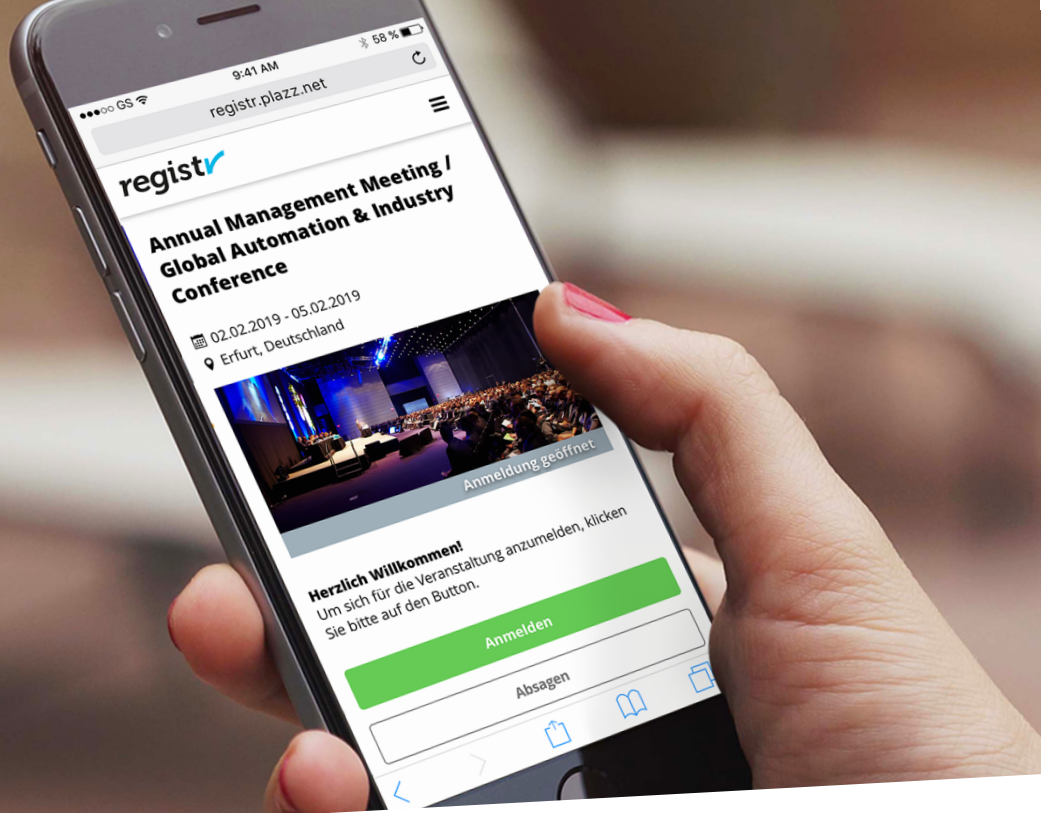 GS 9:41 AM 58 %
registr.plazz.net
registr
Annual Management Meeting /
Global Automation & Industry
Conference
02.02.2019 - 05.02.2019
Erfurt, Deutschland
Anmeldung geöffnet
Herzlich Willkommen!
Um sich für die Veranstaltung anzumelden, klicken
Sie bitte auf den Button.
Anmelden
Absagen